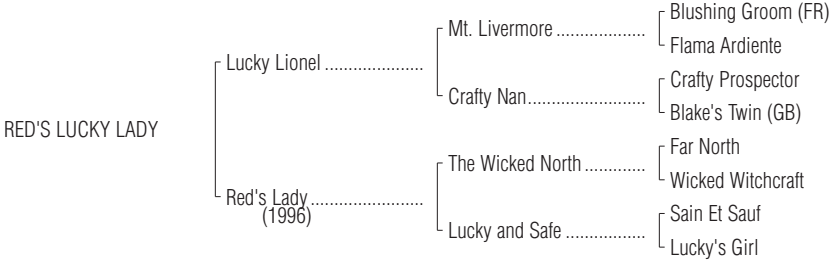 Blushing Groom (FR)
Mt. Livermore ....................
Flama Ardiente
Lucky Lionel ......................
Crafty Prospector
Crafty Nan..........................
Blake's Twin (GB)
RED'S LUCKY LADY
Far North
The Wicked North .............
Wicked Witchcraft
Red's Lady.........................
(1996)
Sain Et Sauf
Lucky and Safe .................
Lucky's Girl